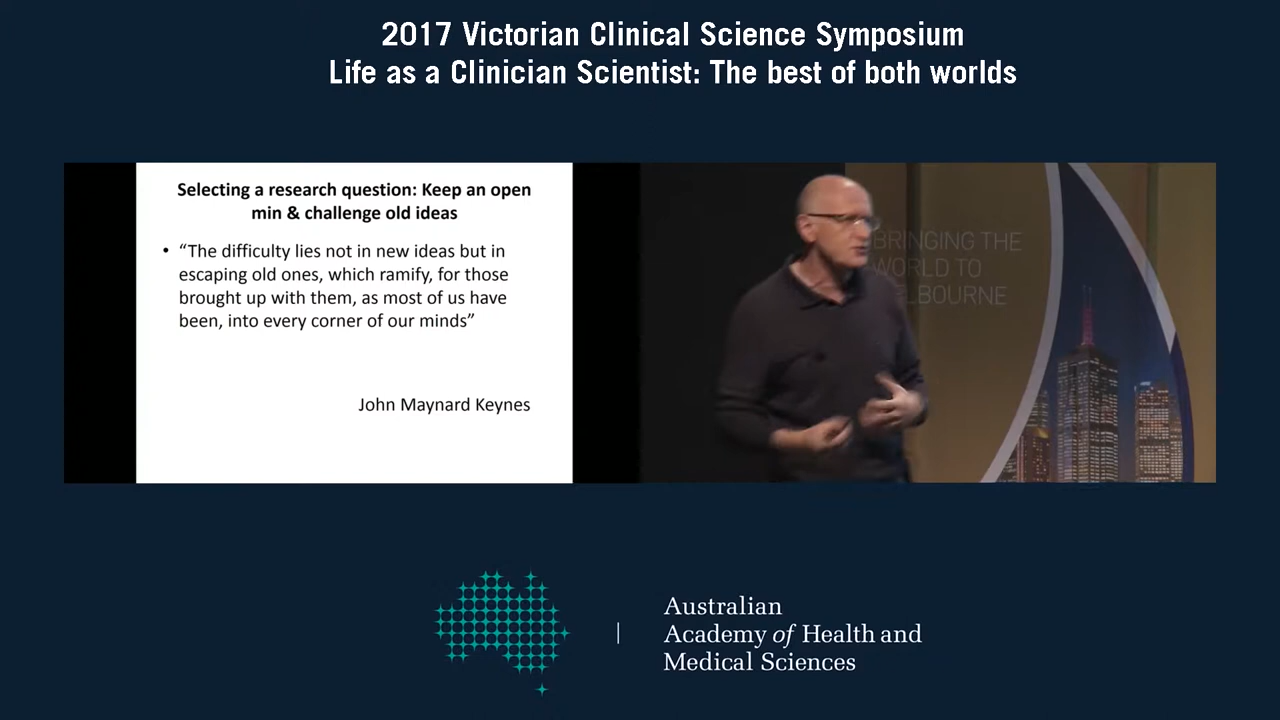 2017 Victorian Clinical Science Symposium
Life as a Clinician Scientist: The best of both worlds
Selecting a research question: Keep an open
min & challenge old ideas
• “The difficulty lies not in new ideas but in
escaping old ones, which ramify, for those
brought up with them, as most of us have
been, into every corner of our minds”
John Maynard Keynes
BRINGING THE
WORLD TO
LBOURNE
Australian
Academy of Health and
Medical Sciences